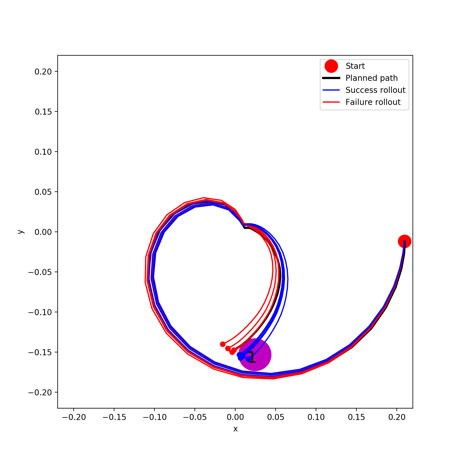 Start
Planned path
Success rollout
Failure rollout
0.20
0.15
0.10
0.05
0.00
−0.05
−0.10
−0.15
−0.20
y
1
−0.20 −0.15 −0.10 −0.05 0.00 0.05 0.10 0.15 0.20
x